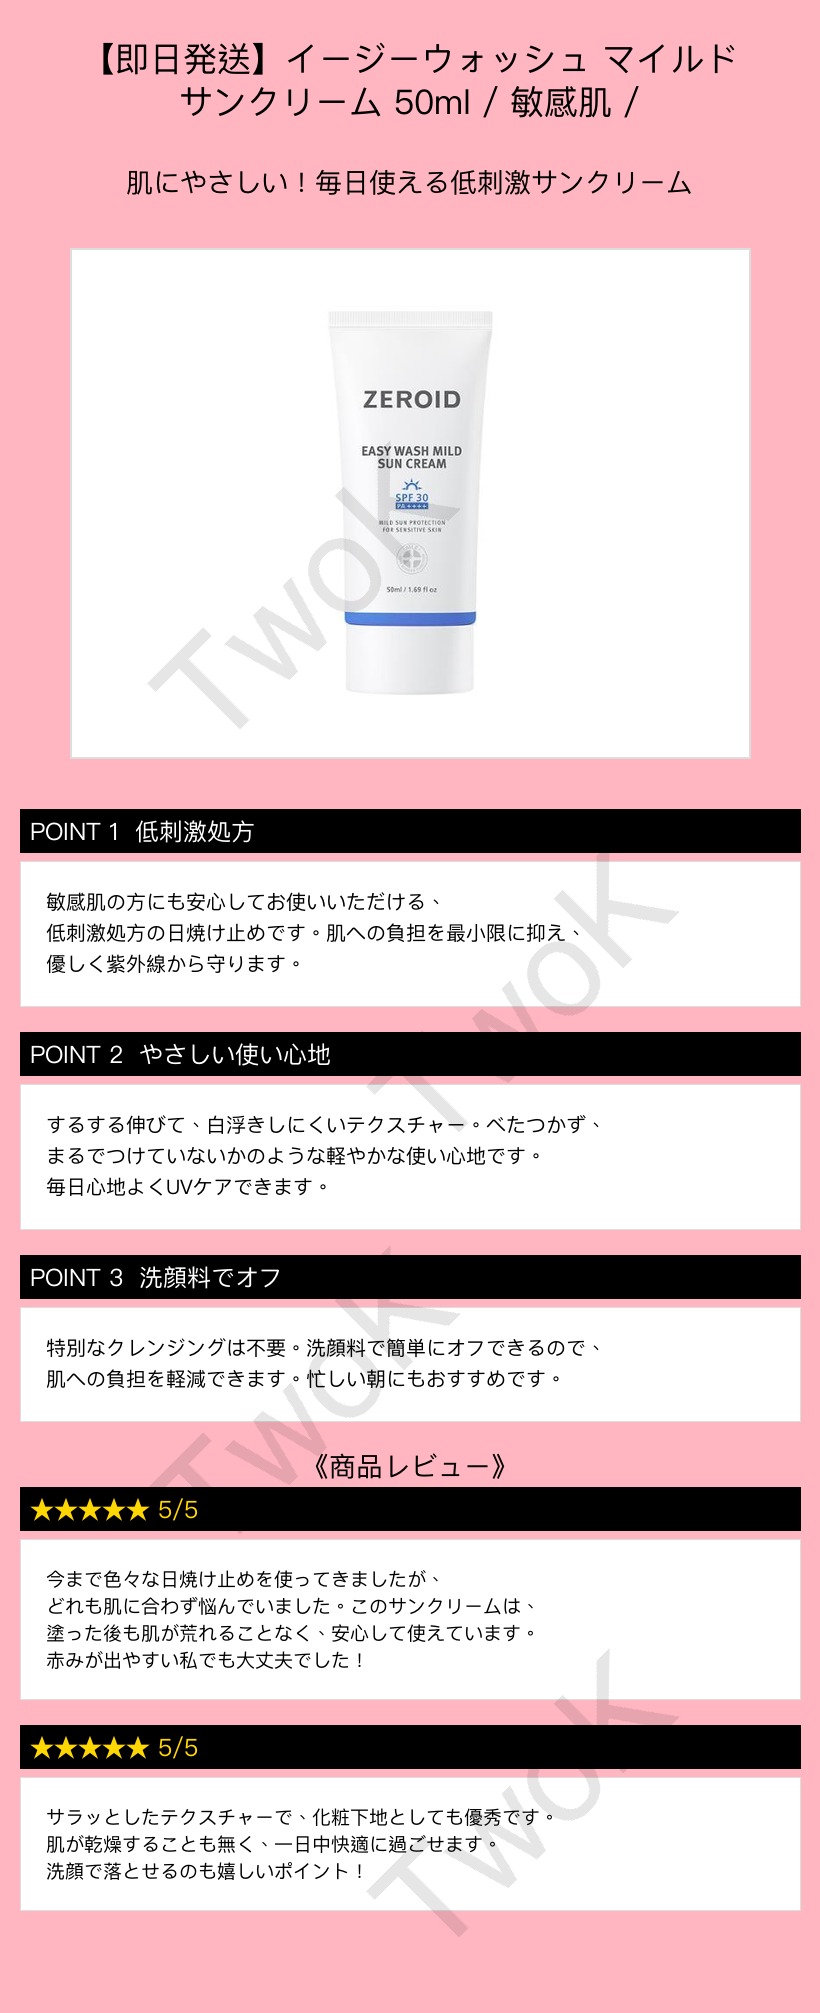 【即日発送】イージーウォッシュ マイルド
サンクリーム 50ml / 敏感肌 /
肌にやさしい！毎日使える低刺激サンクリーム
ZEROID
EASY WASH MILD
SUN CREAM
SPF 30
PA++++
MILD SUN PROTECTION
FOR SENSITIVE SKIN
50ml / 1.69 fl oz
TwoK
POINT 1 低刺激処方
敏感肌の方にも安心してお使いいただける、
低刺激処方の日焼け止めです。肌への負担を最小限に抑え、
優しく紫外線から守ります。
TwoK
POINT 2 やさしい使い心地
するする伸びて、白浮きしにくいテクスチャー。べたつかず、
まるでつけていないかのような軽やかな使い心地です。
毎日心地よくUVケアできます。
POINT 3 洗顔料でオフ
特別なクレンジングは不要。洗顔料で簡単にオフできるので、
肌への負担を軽減できます。忙しい朝にもおすすめです。
TwoK
《商品レビュー》
★★★★★ 5/5
今まで色々な日焼け止めを使ってきましたが、
どれも肌に合わず悩んでいました。このサンクリームは、
塗った後も肌が荒れることなく、安心して使えています。
赤みが出やすい私でも大丈夫でした！
★★★★★ 5/5
サラッとしたテクスチャーで、化粧下地としても優秀です。
肌が乾燥することも無く、一日中快適に過ごせます。
洗顔で落とせるのも嬉しいポイント！
TwoK